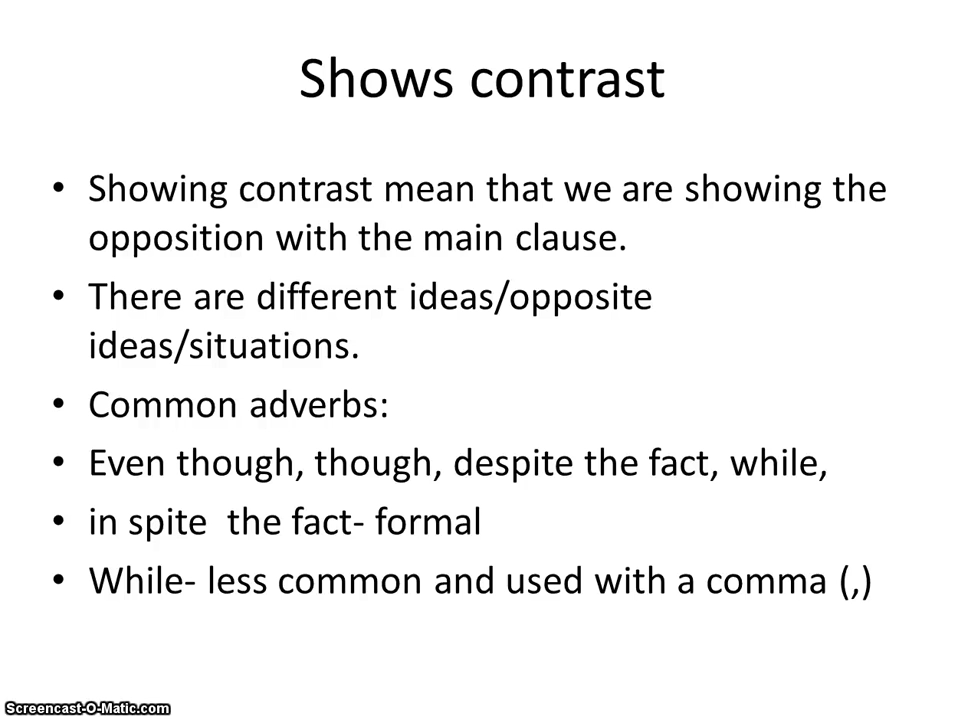 Shows contrast
• Showing contrast mean that we are showing the
opposition with the main clause.
• There are different ideas/opposite
ideas/situations.
• Common adverbs:
• Even though, though, despite the fact, while,
• in spite  the fact- formal
• While- less common and used with a comma (,)
Screencast-O-Matic.com